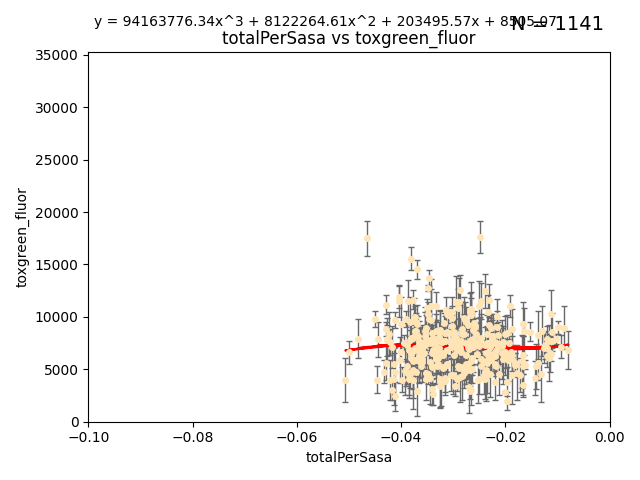 y = 94163776.34x^3 + 8122264.61x^2 + 203495.57x + 8505.07
N = 1141
totalPerSasa vs toxgreen_fluor
35000
30000
25000
20000
15000
10000
5000
0
toxgreen_fluor
−0.10 −0.08 −0.06 −0.04 −0.02 0.00
totalPerSasa